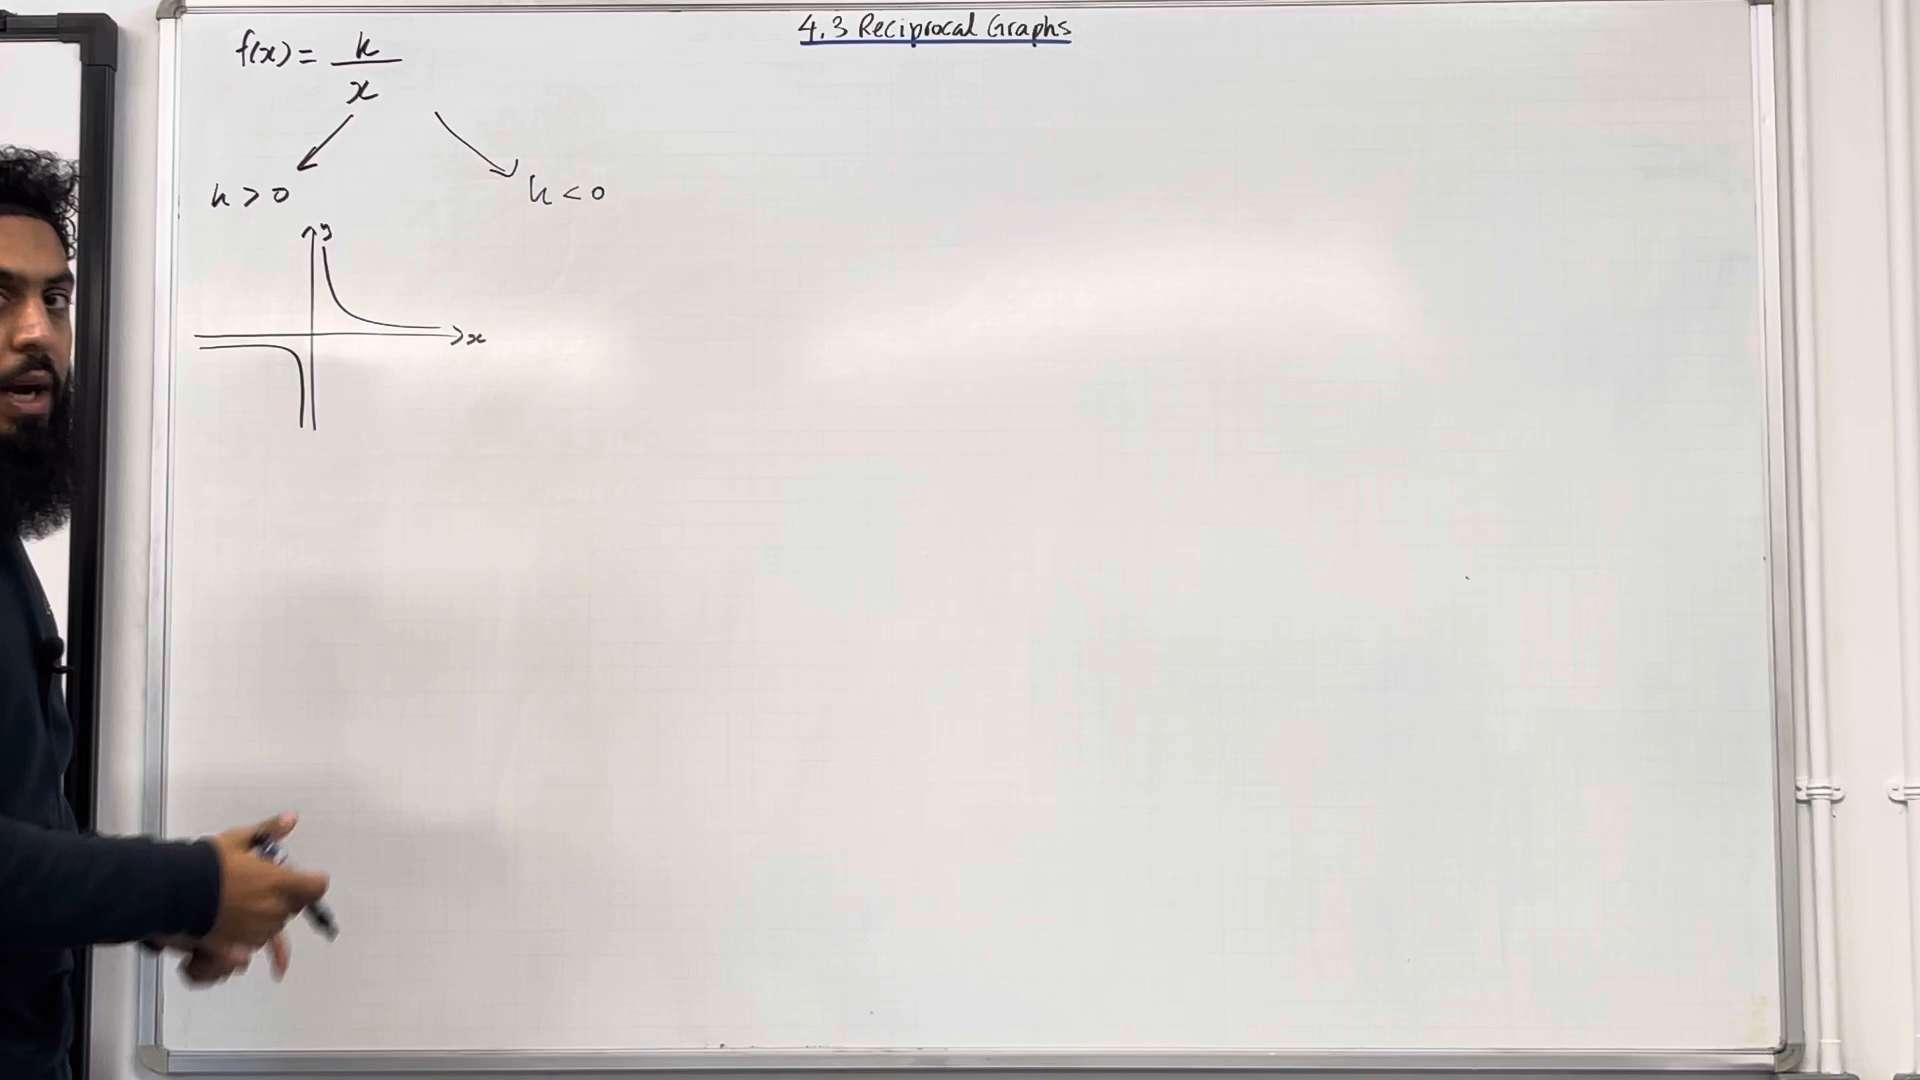 4.3 Reciprocal Graphs
f(x) = k
x
k > 0
k < 0
y
x